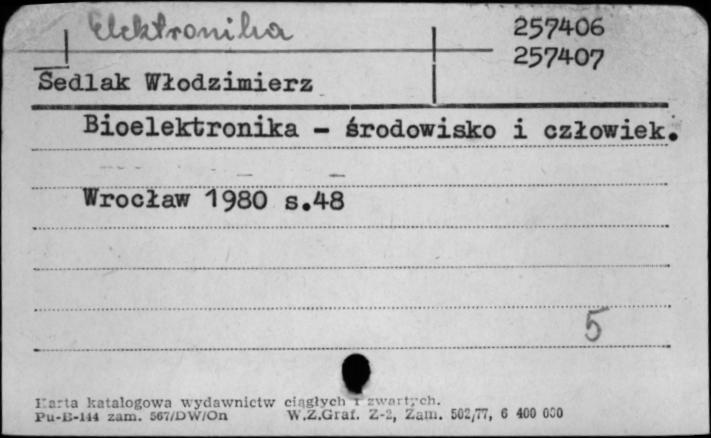 Elektronika 257406
257407
Sedlak Włodzimierz
Bioelektronika – środowisko i człowiek.
Wrocław 1980 s.48
5
Karta katalogowa wydawnictw ciągłych i zwartych.
Pu-B-144 zam. 567/DW/On W.Z.Graf. Z-2, Zam. 502/77, 6 400 000